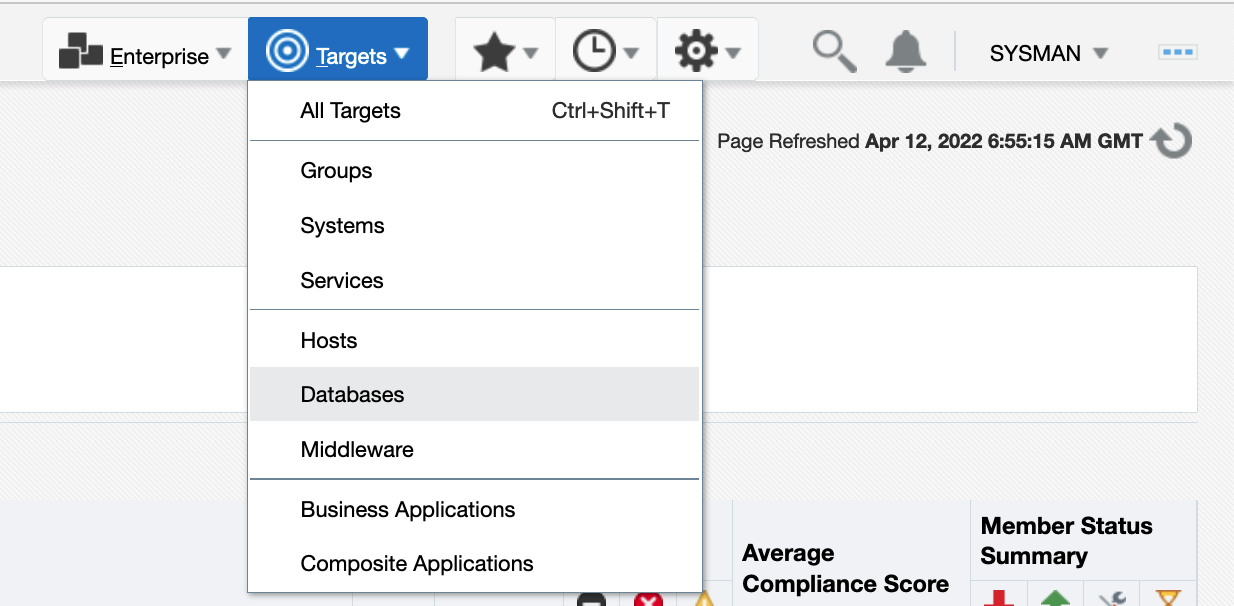 Enterprise Targets SYSMAN
All Targets Ctrl+Shift+T
Page Refreshed Apr 12, 2022 6:55:15 AM GMT
Groups
Systems
Services
Hosts
Databases
Middleware
Business Applications
Composite Applications
Average
Compliance Score
Member Status
Summary